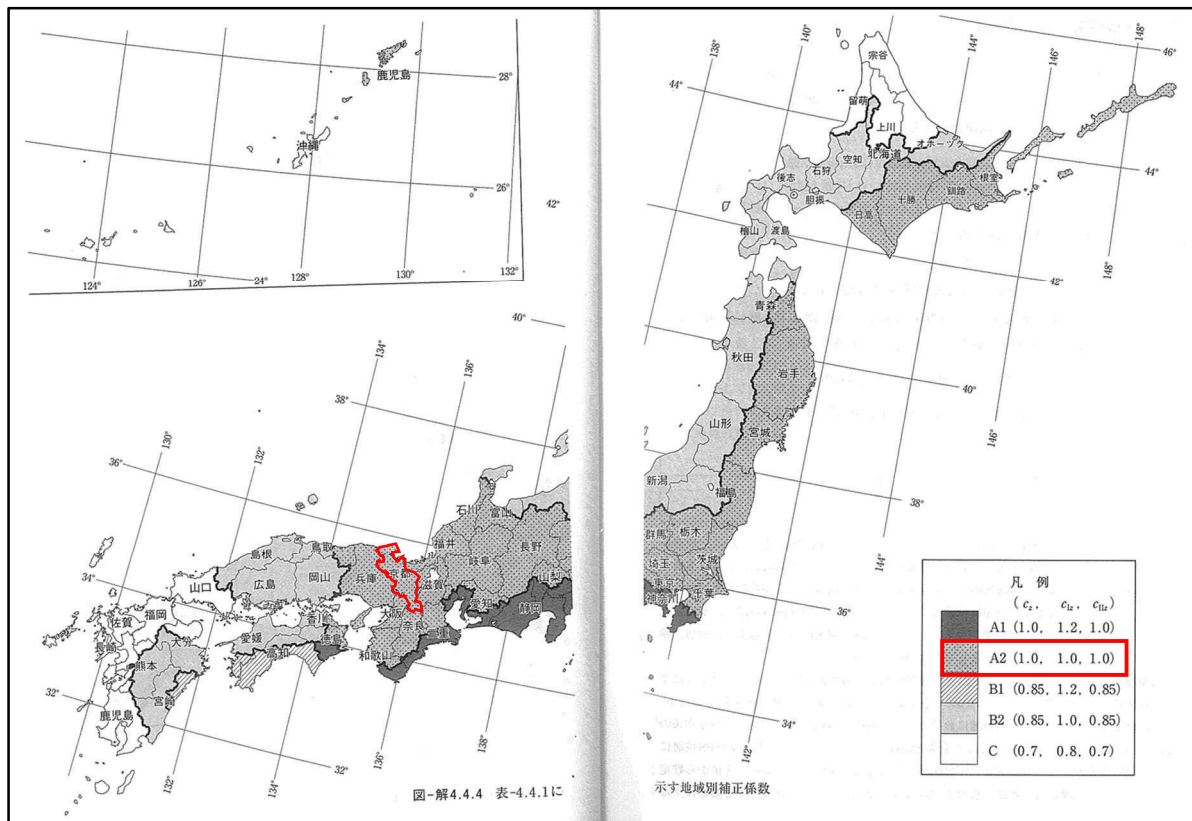 鹿児島
沖縄
28°
26°
42°
124°
126°
24°
128°
130°
132°
40°
134°
136°
38°
130°
132°
36°
34°
32°
石川
富山
福井
岐阜
長野
山梨
島根
鳥取
兵庫
京都
滋賀
広島
岡山
愛知
静岡
山口
大阪
奈良
三重
福岡
佐賀
長崎
香川
愛媛
徳島
高知
和歌山
大分
熊本
宮崎
鹿児島
132°
134°
32°
136°
138°
34°
図-解4.4.4 表-4.4.1に
138°
140°
144°
148°
46°
146°
44°
宗谷
留萌
上川
オホーツク
北海道
空知
石狩
後志
胆振
根室
釧路
十勝
日高
檜山
渡島
44°
42°
148°
146°
青森
秋田
岩手
40°
山形
宮城
新潟
福島
38°
144°
群馬
栃木
茨城
埼玉
東京
千葉
神奈川
36°
34°
142°
凡例
(cz, cIz, cIIz)
A1 (1.0, 1.2, 1.0)
A2 (1.0, 1.0, 1.0)
B1 (0.85, 1.2, 0.85)
B2 (0.85, 1.0, 0.85)
C (0.7, 0.8, 0.7)
示す地域別補正係数